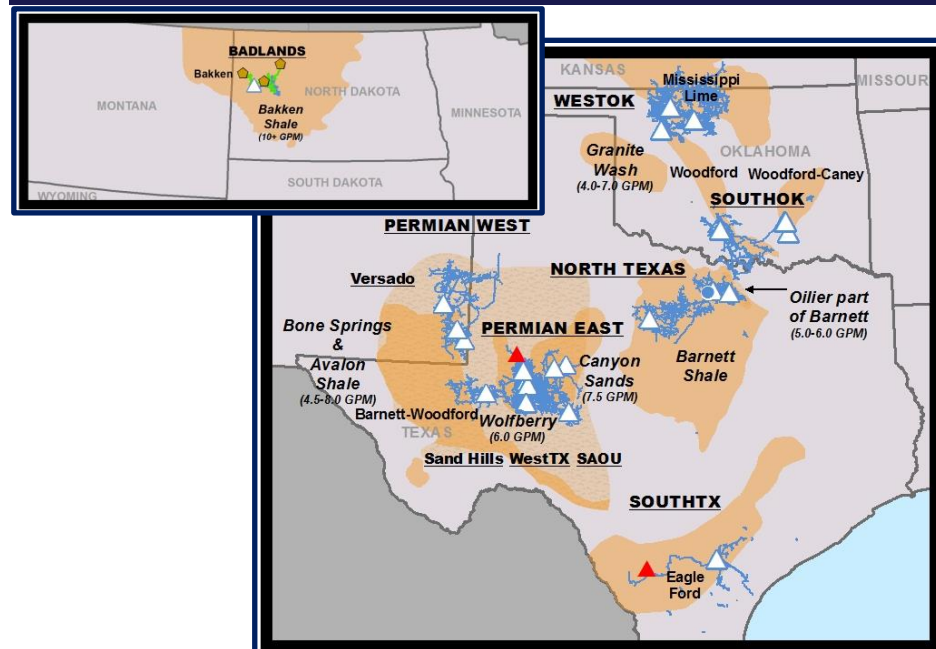 BADLANDS
Bakken
MONTANA
NORTH DAKOTA
MINNESOTA
Bakken
Shale
(10+ GPM)
SOUTH DAKOTA
WYOMING
KANSAS
Mississippi
Lime
MISSOUR
WESTOK
Granite
Wash
(4.0-7.0 GPM)
OKLAHOMA
Woodford
Woodford-Caney
SOUTHOK
PERMIAN WEST
Versado
NORTH TEXAS
Oilier part
of Barnett
(5.0-6.0 GPM)
Bone Springs
&
Avalon
Shale
(4.5-8.0 GPM)
PERMIAN EAST
Canyon
Sands
(7.5 GPM)
Barnett
Shale
Barnett-Woodford
Wolfberry
(6.0 GPM)
TEXAS
Sand Hills WestTX SAOU
SOUTHTX
Eagle
Ford